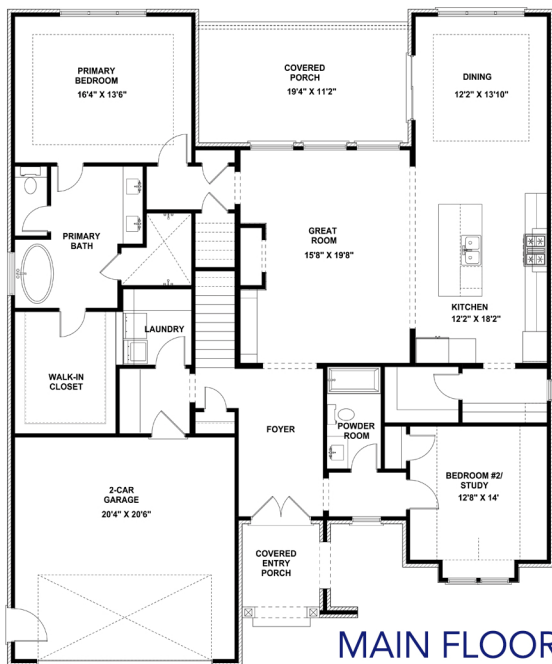 PRIMARY
BEDROOM
16'4" X 13'6"
COVERED
PORCH
19'4" X 11'2"
DINING
12'2" X 13'10"
PRIMARY
BATH
GREAT
ROOM
15'8" X 19'8"
KITCHEN
12'2" X 18'2"
LAUNDRY
WALK-IN
CLOSET
FOYER
POWDER
ROOM
BEDROOM #2/
STUDY
12'8" X 14'
2-CAR
GARAGE
20'4" X 20'6"
COVERED
ENTRY
PORCH
MAIN FLOOR